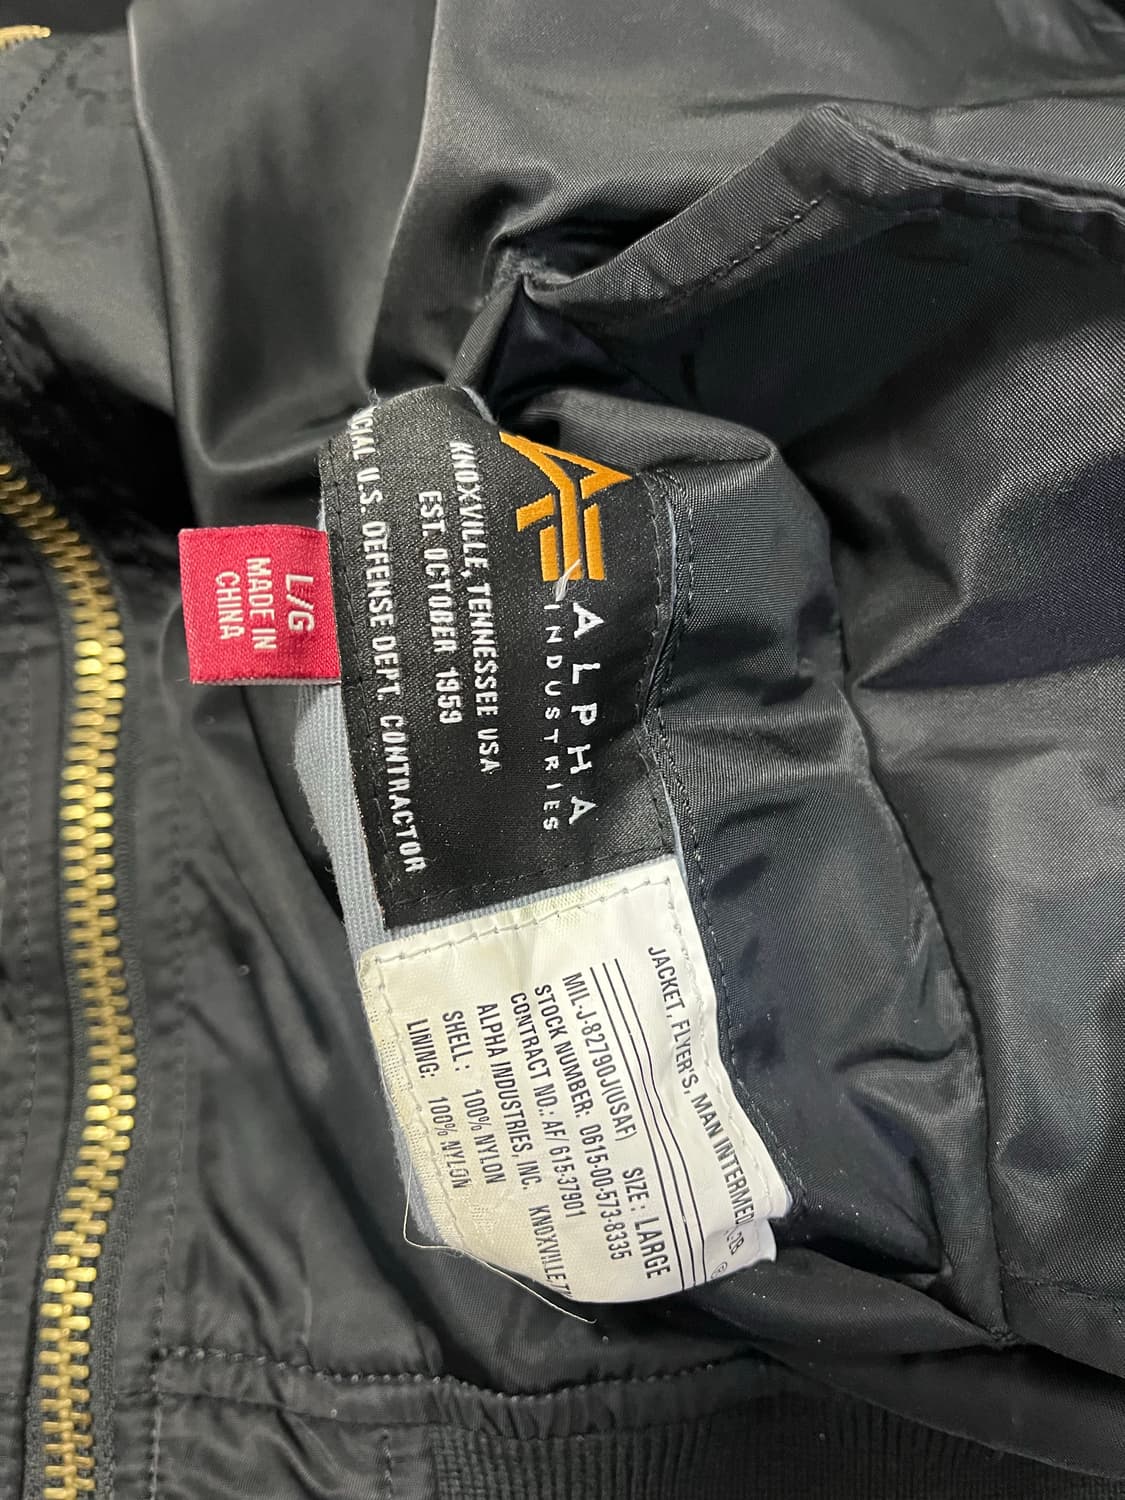 ALPHA
INDUSTRIES
KNOXVILLE, TENNESSEE USA
EST. OCTOBER 1959
U.S. DEFENSE DEPT. CONTRACTOR
L/G
MADE IN
CHINA
JACKET, FLYER'S, MAN INTERMED
SIZE: LARGE
MIL-J-82790J(USAF)
STOCK NUMBER: 0615-00-573-8335
CONTRACT NO.: AF/615-37901
ALPHA INDUSTRIES, INC. KNOXVILLE,
SHELL: 100% NYLON
LINING: 100% NYLON